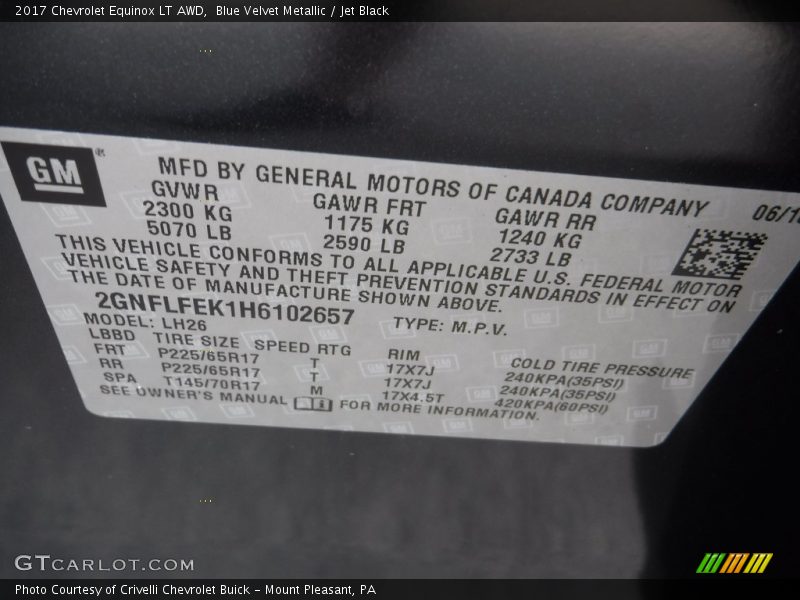 2017 Chevrolet Equinox LT AWD,  Blue Velvet Metallic / Jet Black
GM®
MFD BY GENERAL MOTORS OF CANADA COMPANY
GVWR GAWR FRT GAWR RR
2300 KG 1175 KG 1240 KG
5070 LB 2590 LB 2733 LB
THIS VEHICLE CONFORMS TO ALL APPLICABLE U.S. FEDERAL MOTOR
VEHICLE SAFETY AND THEFT PREVENTION STANDARDS IN EFFECT ON
THE DATE OF MANUFACTURE SHOWN ABOVE.
2GNFLFEK1H6102657 TYPE: M.P.V.
MODEL: LH26
LBBD TIRE SIZE SPEED RTG RIM COLD TIRE PRESSURE
FRT P225/65R17 T 17X7J 240KPA(35PSI)
RR P225/65R17 T 17X7J 240KPA(35PSI)
SPA T145/70R17 M 17X4.5T 420KPA(60PSI)
SEE OWNER'S MANUAL FOR MORE INFORMATION.
GTCARLOT.COM
Photo Courtesy of Crivelli Chevrolet Buick – Mount Pleasant, PA